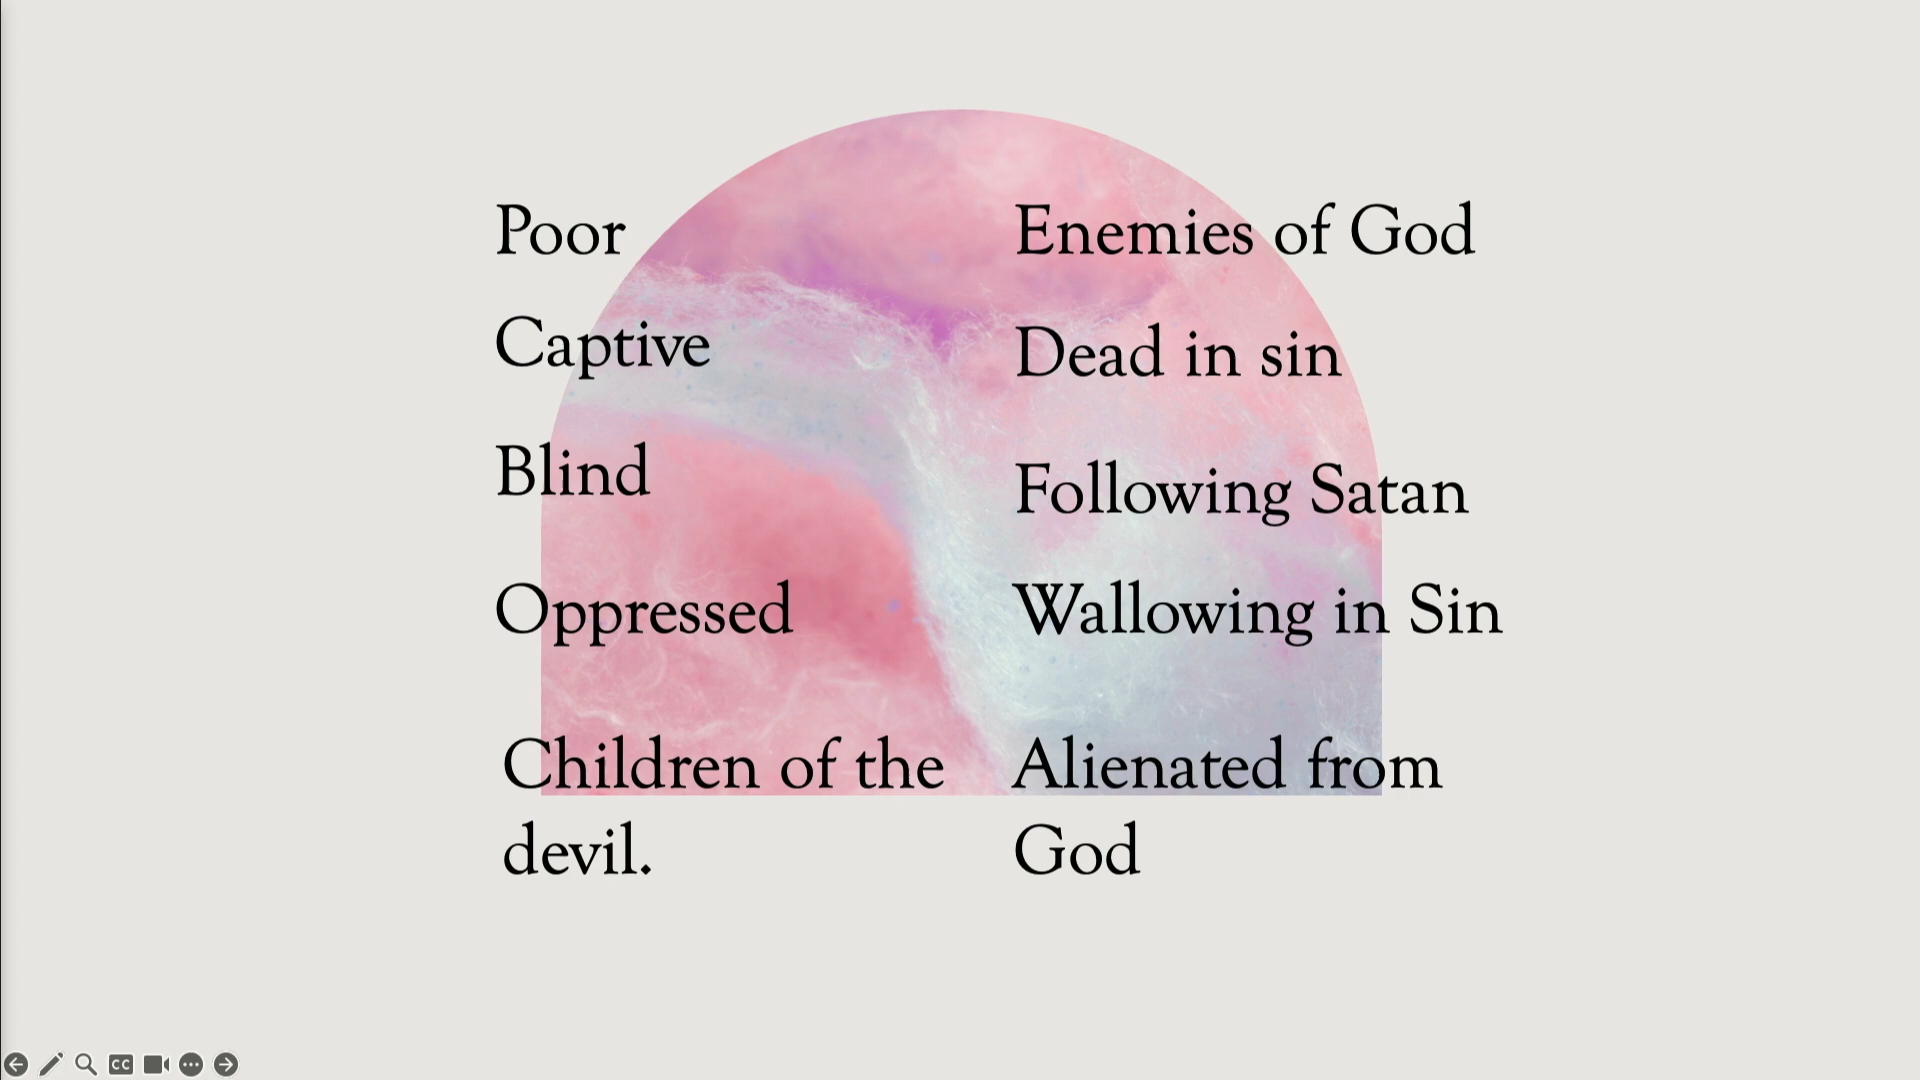 Poor
Captive
Blind
Oppressed
Children of the
devil.
Enemies of God
Dead in sin
Following Satan
Wallowing in Sin
Alienated from
God
CC